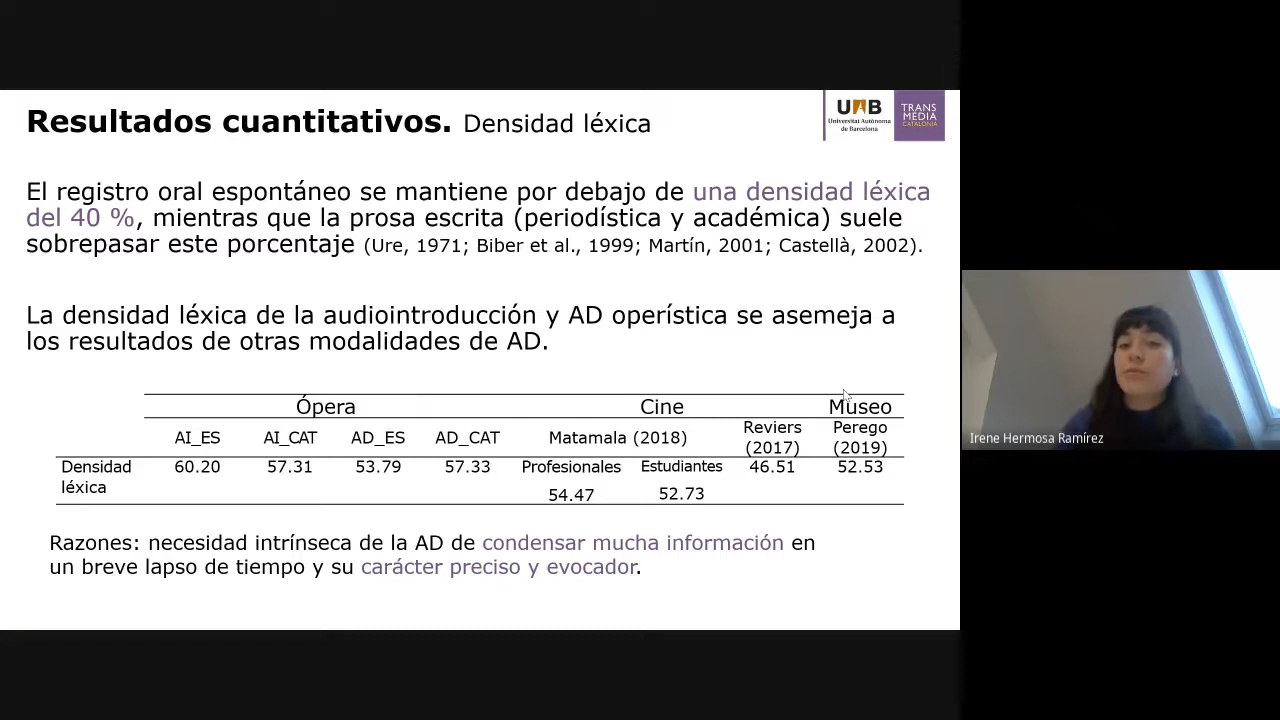 Resultados cuantitativos. Densidad léxica
UAB
Universitat Autònoma
de Barcelona
TRANS
MEDIA
CATALONIA
El registro oral espontáneo se mantiene por debajo de una densidad léxica
del 40 %, mientras que la prosa escrita (periodística y académica) suele
sobrepasar este porcentaje (Ure, 1971; Biber et al., 1999; Martín, 2001; Castellà, 2002).
La densidad léxica de la audiointroducción y AD operística se asemeja a
los resultados de otras modalidades de AD.
Ópera Cine Museo
AI_ES AI_CAT AD_ES AD_CAT Matamala (2018) Reviers (2017) Perego (2019)
Densidad léxica 60.20 57.31 53.79 57.33 Profesionales Estudiantes 46.51 52.53
54.47 52.73
Razones: necesidad intrínseca de la AD de condensar mucha información en
un breve lapso de tiempo y su carácter preciso y evocador.
Irene Hermosa Ramírez